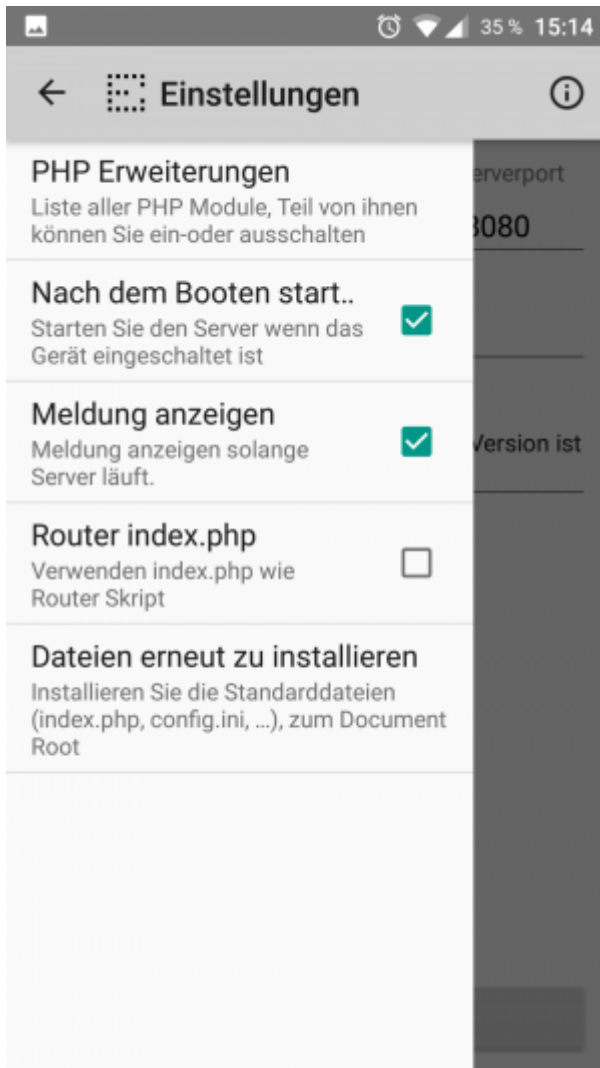 35 % 15:14
Einstellungen
PHP Erweiterungen
Liste aller PHP Module, Teil von ihnen
können Sie ein-oder ausschalten
Nach dem Booten start..
Starten Sie den Server wenn das
Gerät eingeschaltet ist
Meldung anzeigen
Meldung anzeigen solange
Server läuft.
Router index.php
Verwenden index.php wie
Router Skript
Dateien erneut zu installieren
Installieren Sie die Standarddateien
(index.php, config.ini, ...), zum Document
Root
erverport
8080
Version ist